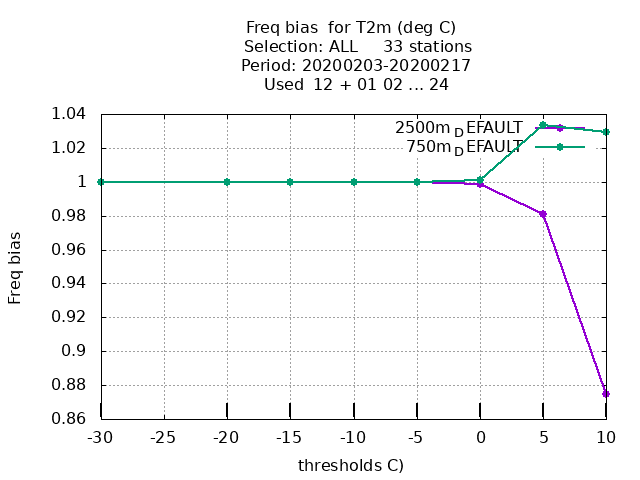 Freq bias  for T2m (deg C)
Selection: ALL     33 stations
Period: 20200203-20200217
Used  12 + 01 02 ... 24
2500m_DEFAULT
750m_DEFAULT
1.04
1.02
1
0.98
0.96
0.94
0.92
0.9
0.88
0.86
Freq bias
-30 -25 -20 -15 -10 -5 0 5 10
thresholds C)